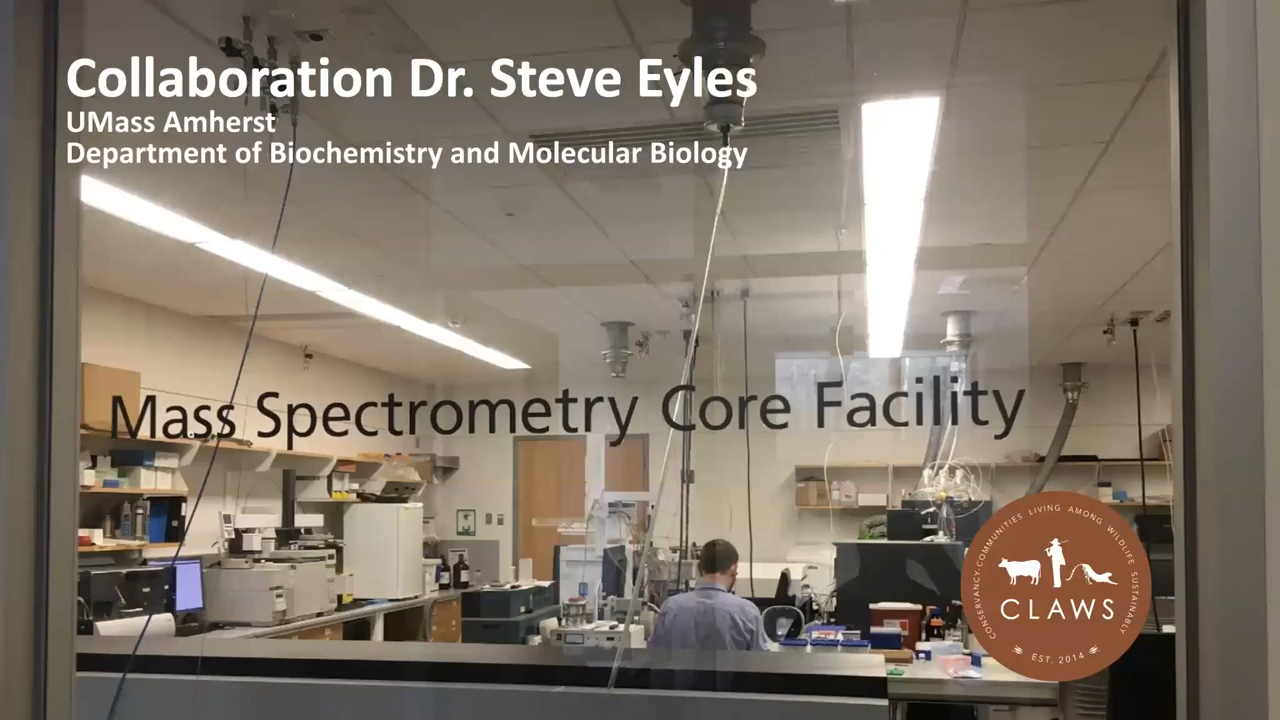 Collaboration Dr. Steve Eyles
UMass Amherst
Department of Biochemistry and Molecular Biology
Mass Spectrometry Core Facility
CONSERVANCY·COMMUNITIES LIVING AMONG WILDLIFE SUSTAINABLY
CLAWS
EST. 2014